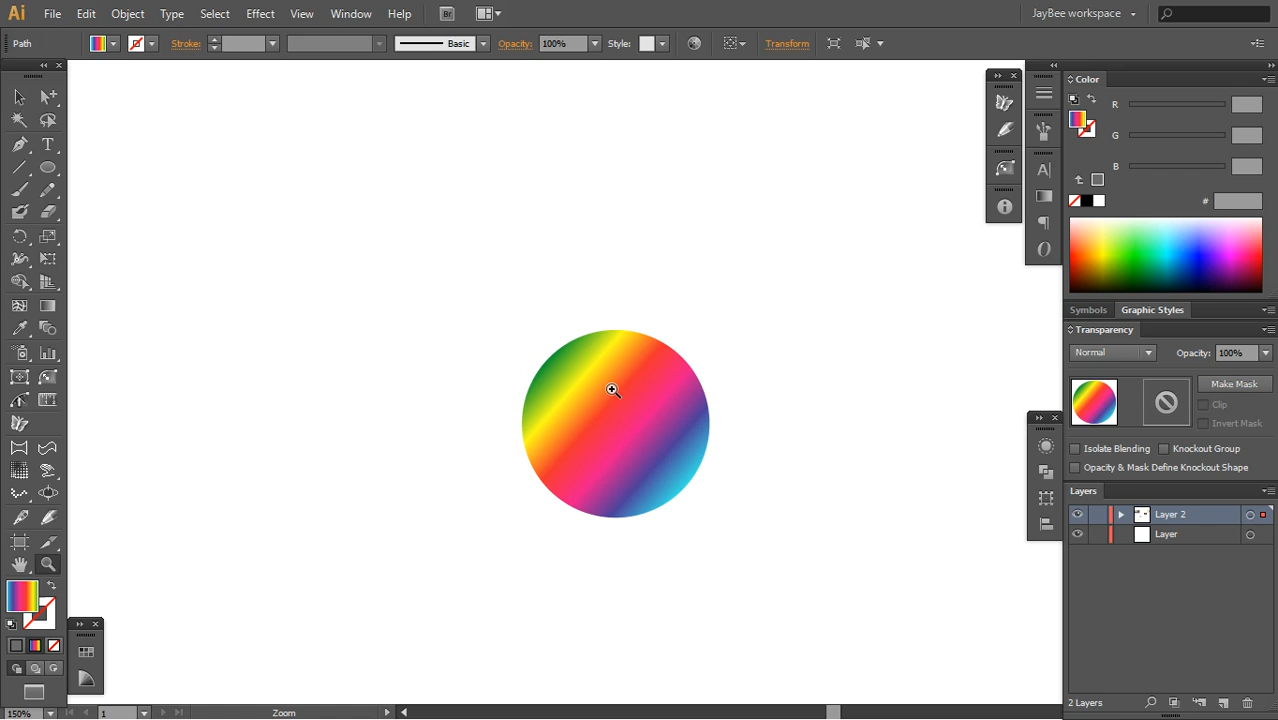 Ai File Edit Object Type Select Effect View Window Help Br JayBee workspace
Path Stroke: Basic Opacity: 100% Style: Transform
Color
R
G
B
#
Symbols Graphic Styles
Transparency
Normal Opacity: 100%
Make Mask
Clip
Invert Mask
Isolate Blending Knockout Group
Opacity & Mask Define Knockout Shape
Layers
Layer 2
Layer
2 Layers
150% 1 Zoom